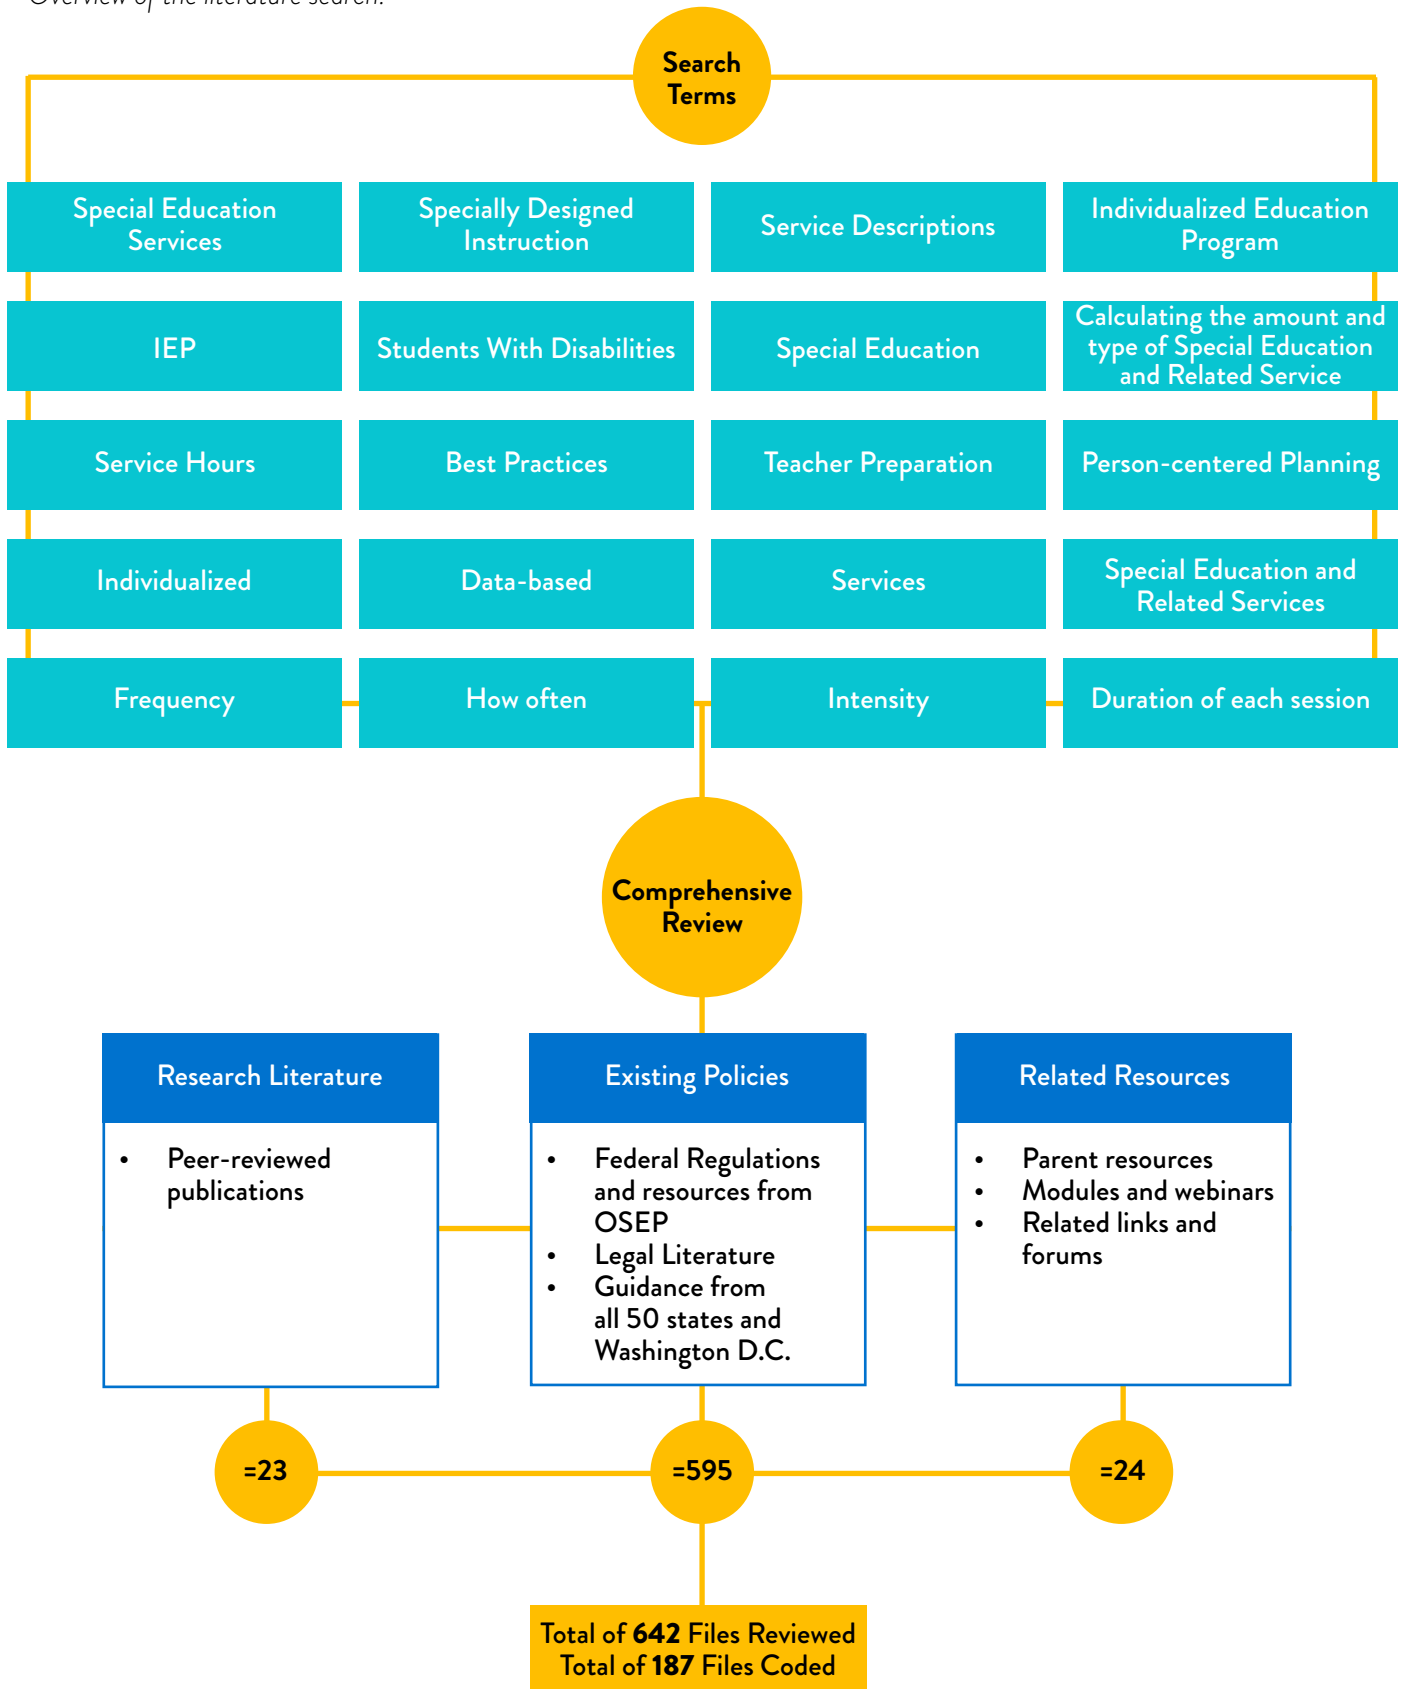 Overview of the literature search.
Search
Terms
Special Education
Services
Specially Designed
Instruction
Service Descriptions
Individualized Education
Program
IEP
Students With Disabilities
Special Education
Calculating the amount and
type of Special Education
and Related Service
Service Hours
Best Practices
Teacher Preparation
Person-centered Planning
Individualized
Data-based
Services
Special Education and
Related Services
Frequency
How often
Intensity
Duration of each session
Comprehensive
Review
Research Literature
• Peer-reviewed
publications
Existing Policies
• Federal Regulations
and resources from
OSEP
• Legal Literature
• Guidance from
all 50 states and
Washington D.C.
Related Resources
• Parent resources
• Modules and webinars
• Related links and
forums
=23
=595
=24
Total of 642 Files Reviewed
Total of 187 Files Coded